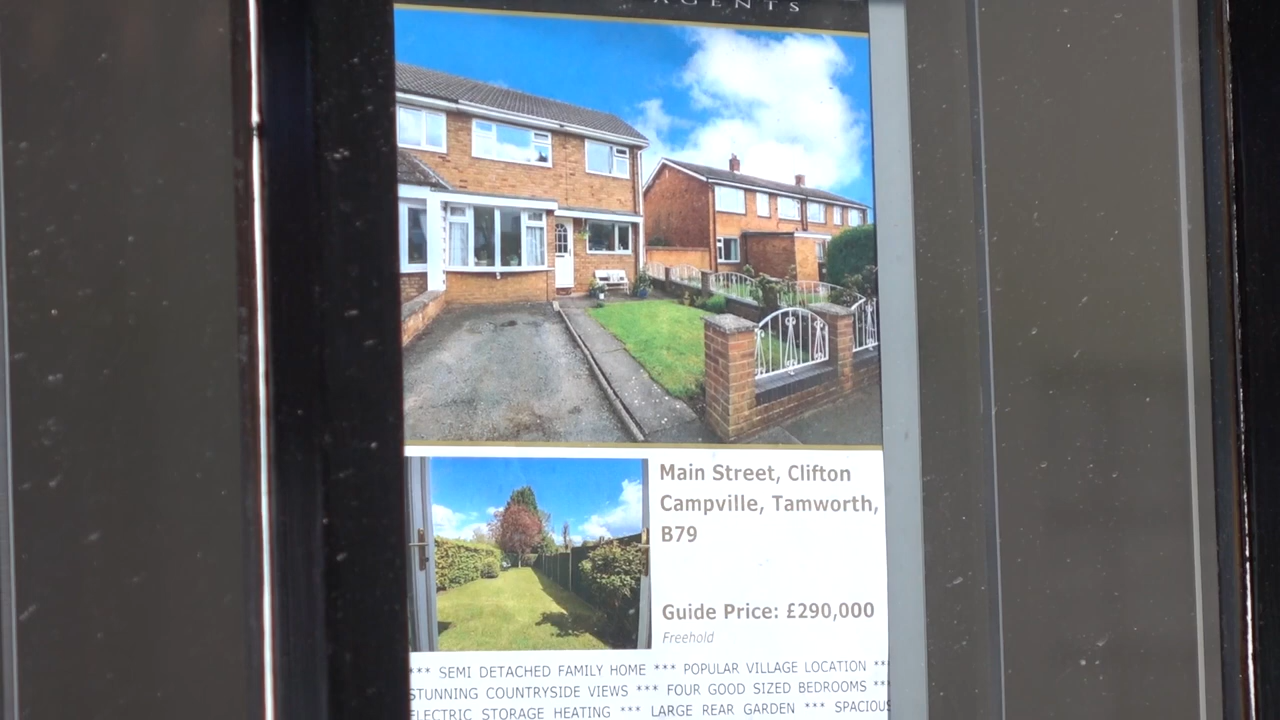 AGENTS
Main Street, Clifton
Campville, Tamworth,
B79
Guide Price: £290,000
Freehold
*** SEMI DETACHED FAMILY HOME *** POPULAR VILLAGE LOCATION **
STUNNING COUNTRYSIDE VIEWS *** FOUR GOOD SIZED BEDROOMS ***
ELECTRIC STORAGE HEATING *** LARGE REAR GARDEN *** SPACIOUS